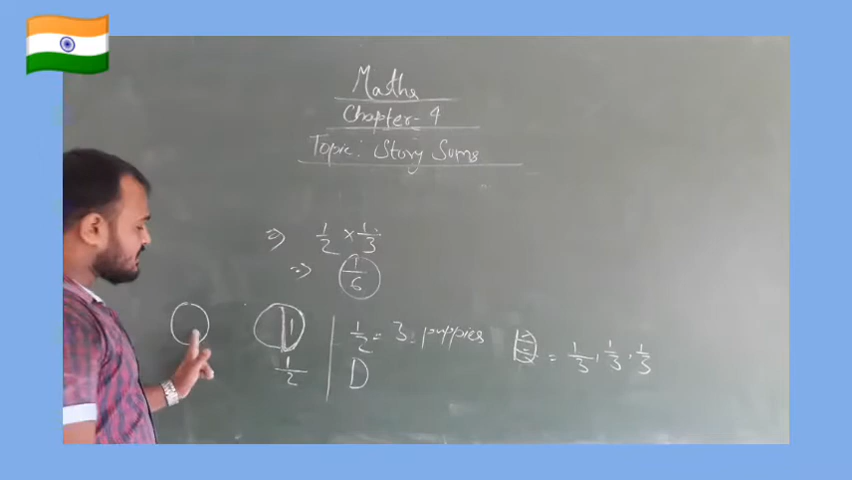 Maths
Chapter-4
Topic: Story Sums
⇒ 1/2 × 1/3
⇒ 1/6
1/2
1/2 = 3 puppies
= 1/3, 1/3, 1/3